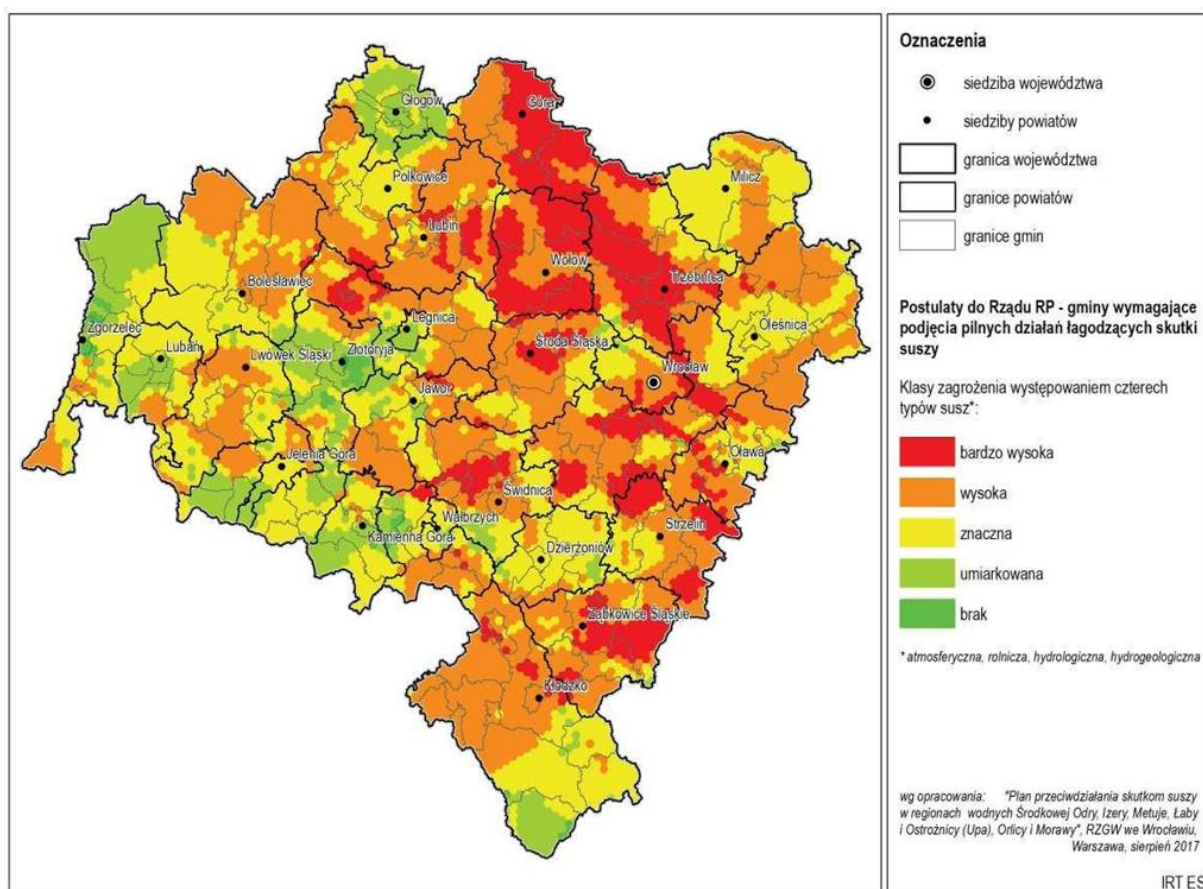 Głogów
Góra
Polkowice
Milicz
Lubin
Bolesławiec
Wołów
Trzebnica
Legnica
Zgorzelec
Lubań
Lwówek Śląski
Złotoryja
Środa Śląska
Oleśnica
Wrocław
Jawor
Jelenia Góra
Oława
Świdnica
Wałbrzych
Kamienna Góra
Strzelin
Dzierżoniów
Ząbkowice Śląskie
Kłodzko
Oznaczenia
siedziba województwa
siedziby powiatów
granica województwa
granice powiatów
granice gmin
Postulaty do Rządu RP - gminy wymagające
podjęcia pilnych działań łagodzących skutki
suszy
Klasy zagrożenia występowaniem czterech
typów susz*:
bardzo wysoka
wysoka
znaczna
umiarkowana
brak
* atmosferyczna, rolnicza, hydrologiczna, hydrogeologiczna
wg opracowania: "Plan przeciwdziałania skutkom suszy
w regionach wodnych Środkowej Odry, Izery, Metuje, Łaby
i Ostrożnicy (Upa), Orlicy i Morawy", RZGW we Wrocławiu,
Warszawa, sierpień 2017
IRT ES